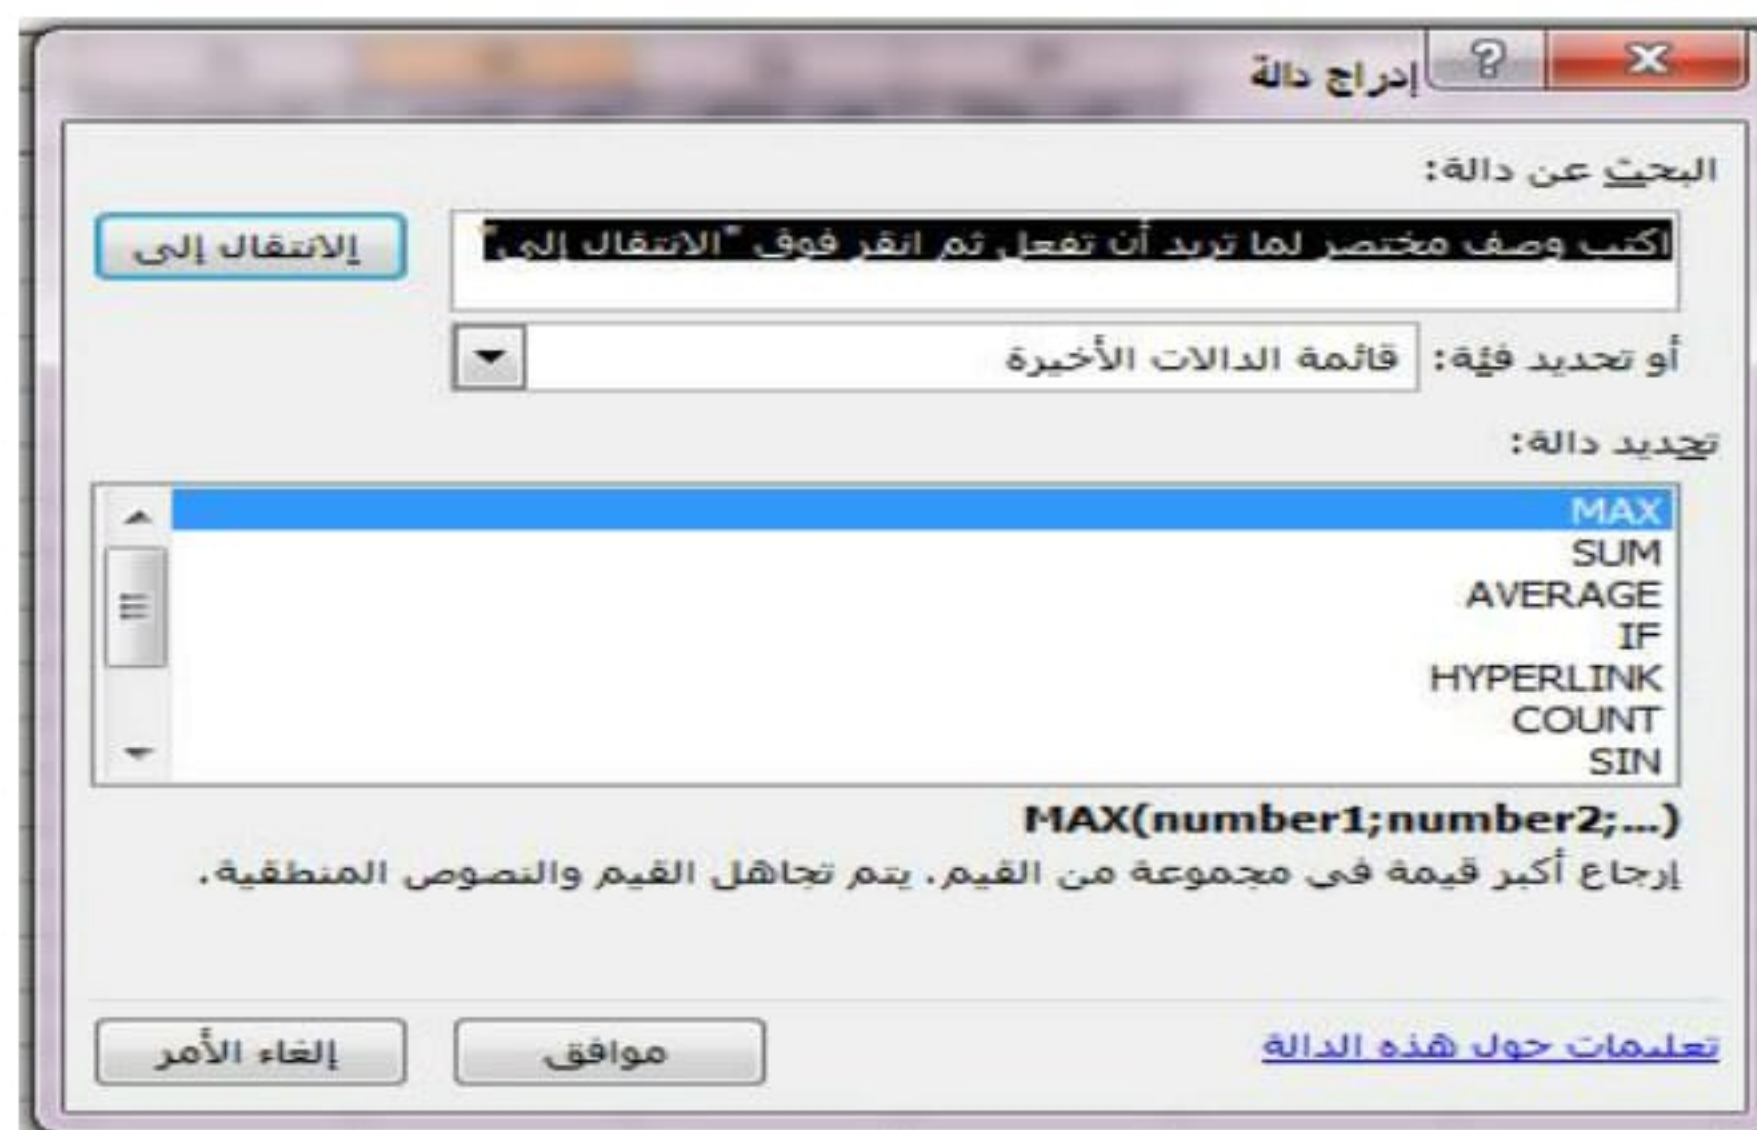 إدراج دالة
البحث عن دالة:
اكتب وصف مختصر لما تريد أن تفعل ثم انقر فوق "الانتقال إلى"
الانتقال إلى
أو تحديد فئة: قائمة الدالات الأخيرة
تحديد دالة:
MAX
SUM
AVERAGE
IF
HYPERLINK
COUNT
SIN
MAX(number1;number2;...)
إرجاع أكبر قيمة في مجموعة من القيم. يتم تجاهل القيم والنصوص المنطقية.
تعليمات حول هذه الدالة
موافق
إلغاء الأمر